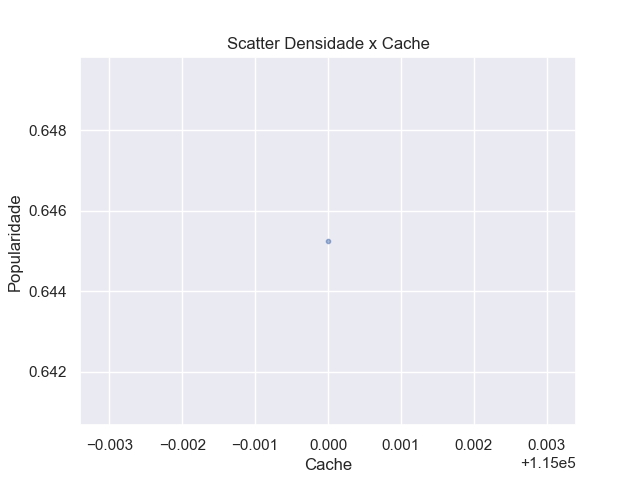 Scatter Densidade x Cache
Popularidade
0.648
0.646
0.644
0.642
−0.003 −0.002 −0.001 0.000 0.001 0.002 0.003
+1.15e5
Cache